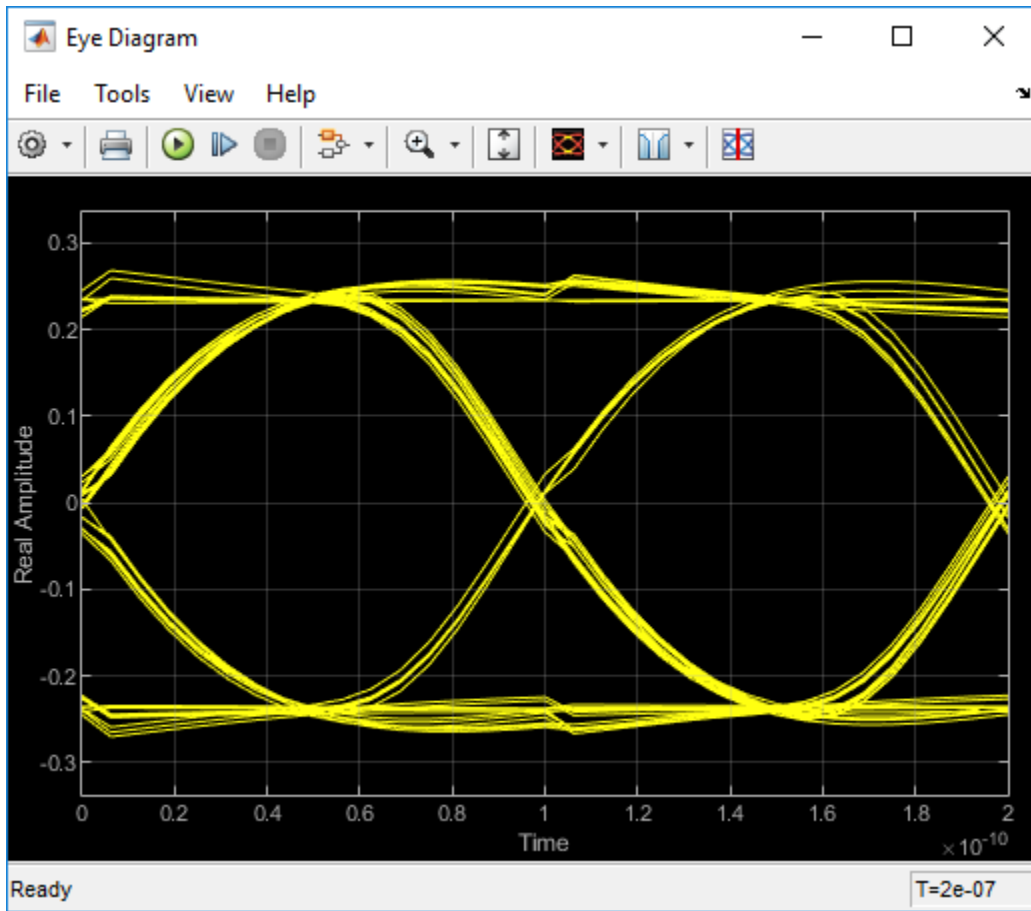 Eye Diagram
File Tools View Help
0.3
0.2
0.1
0
-0.1
-0.2
-0.3
Real Amplitude
0 0.2 0.4 0.6 0.8 1 1.2 1.4 1.6 1.8 2
Time
×10-10
Ready T=2e-07